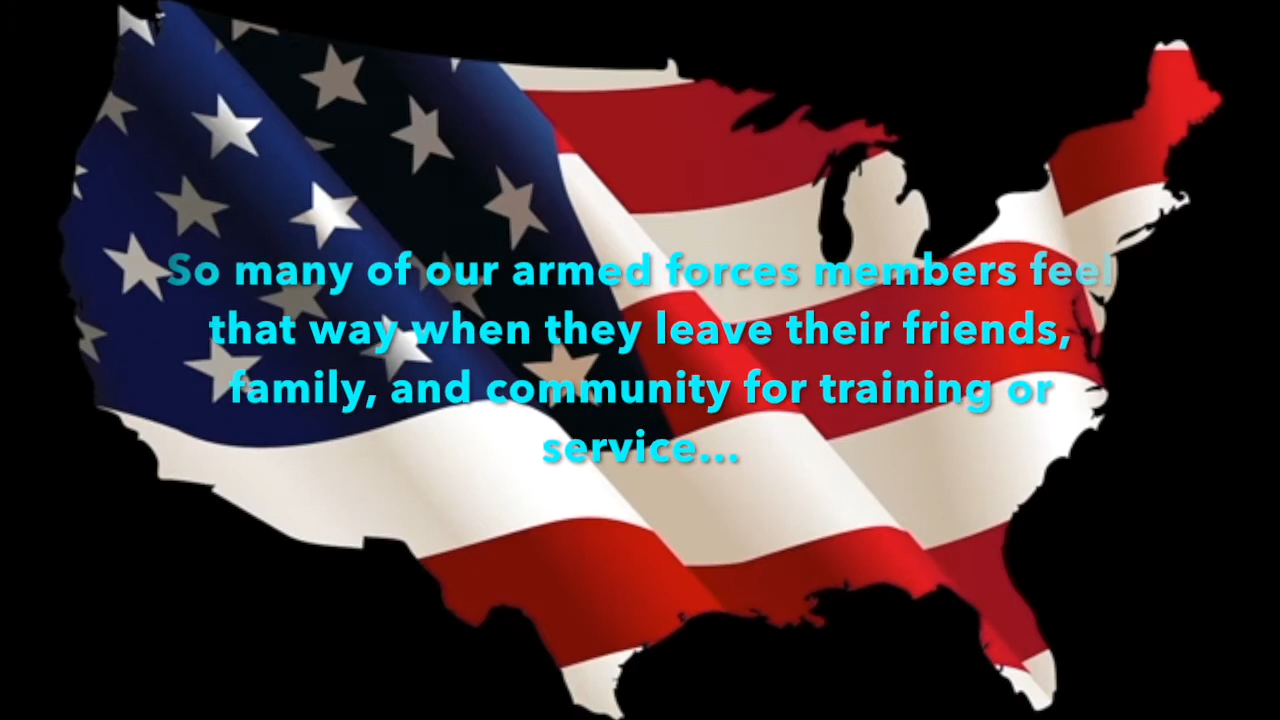 So many of our armed forces members feel
that way when they leave their friends,
family, and community for training or
service...